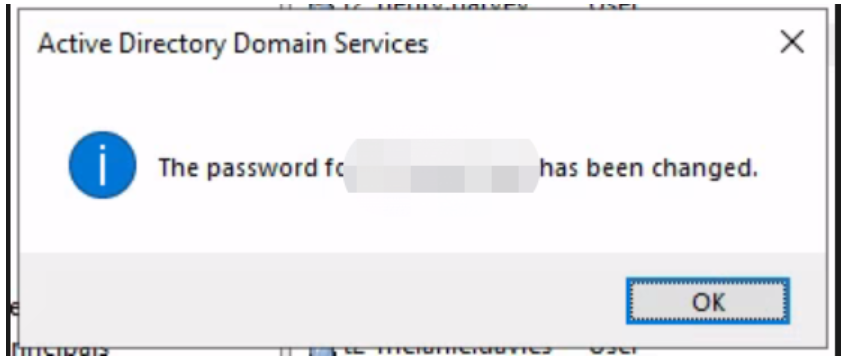 Active Directory Domain Services
The password fo has been changed.
OK